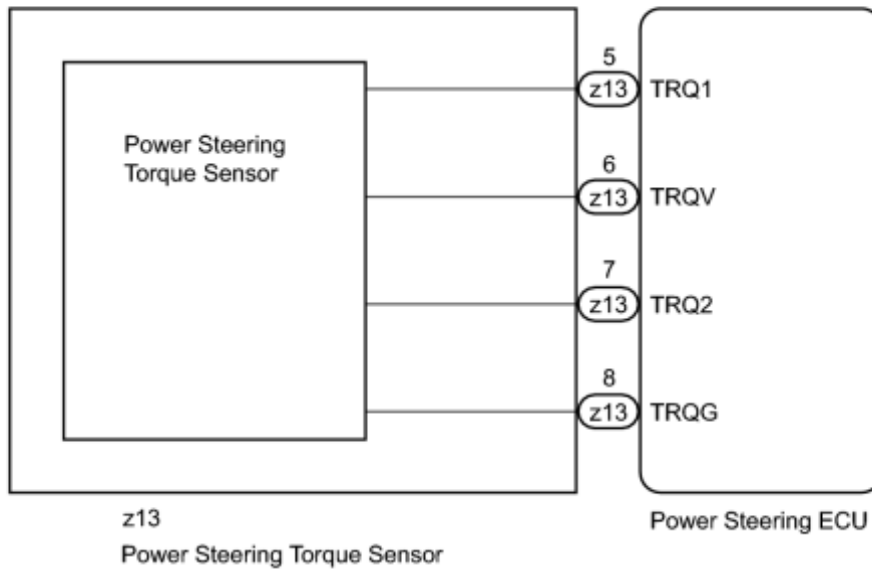 Power Steering
Torque Sensor
5
z13 TRQ1
6
z13 TRQV
7
z13 TRQ2
8
z13 TRQG
z13
Power Steering Torque Sensor
Power Steering ECU